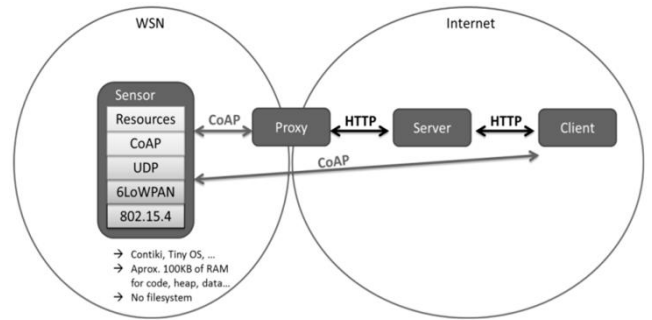 WSN
Internet
Sensor
Resources
CoAP
UDP
6LoWPAN
802.15.4
CoAP
Proxy
HTTP
Server
HTTP
Client
CoAP
→ Contiki, Tiny OS, ...
→ Aprox. 100KB of RAM
for code, heap, data...
→ No filesystem